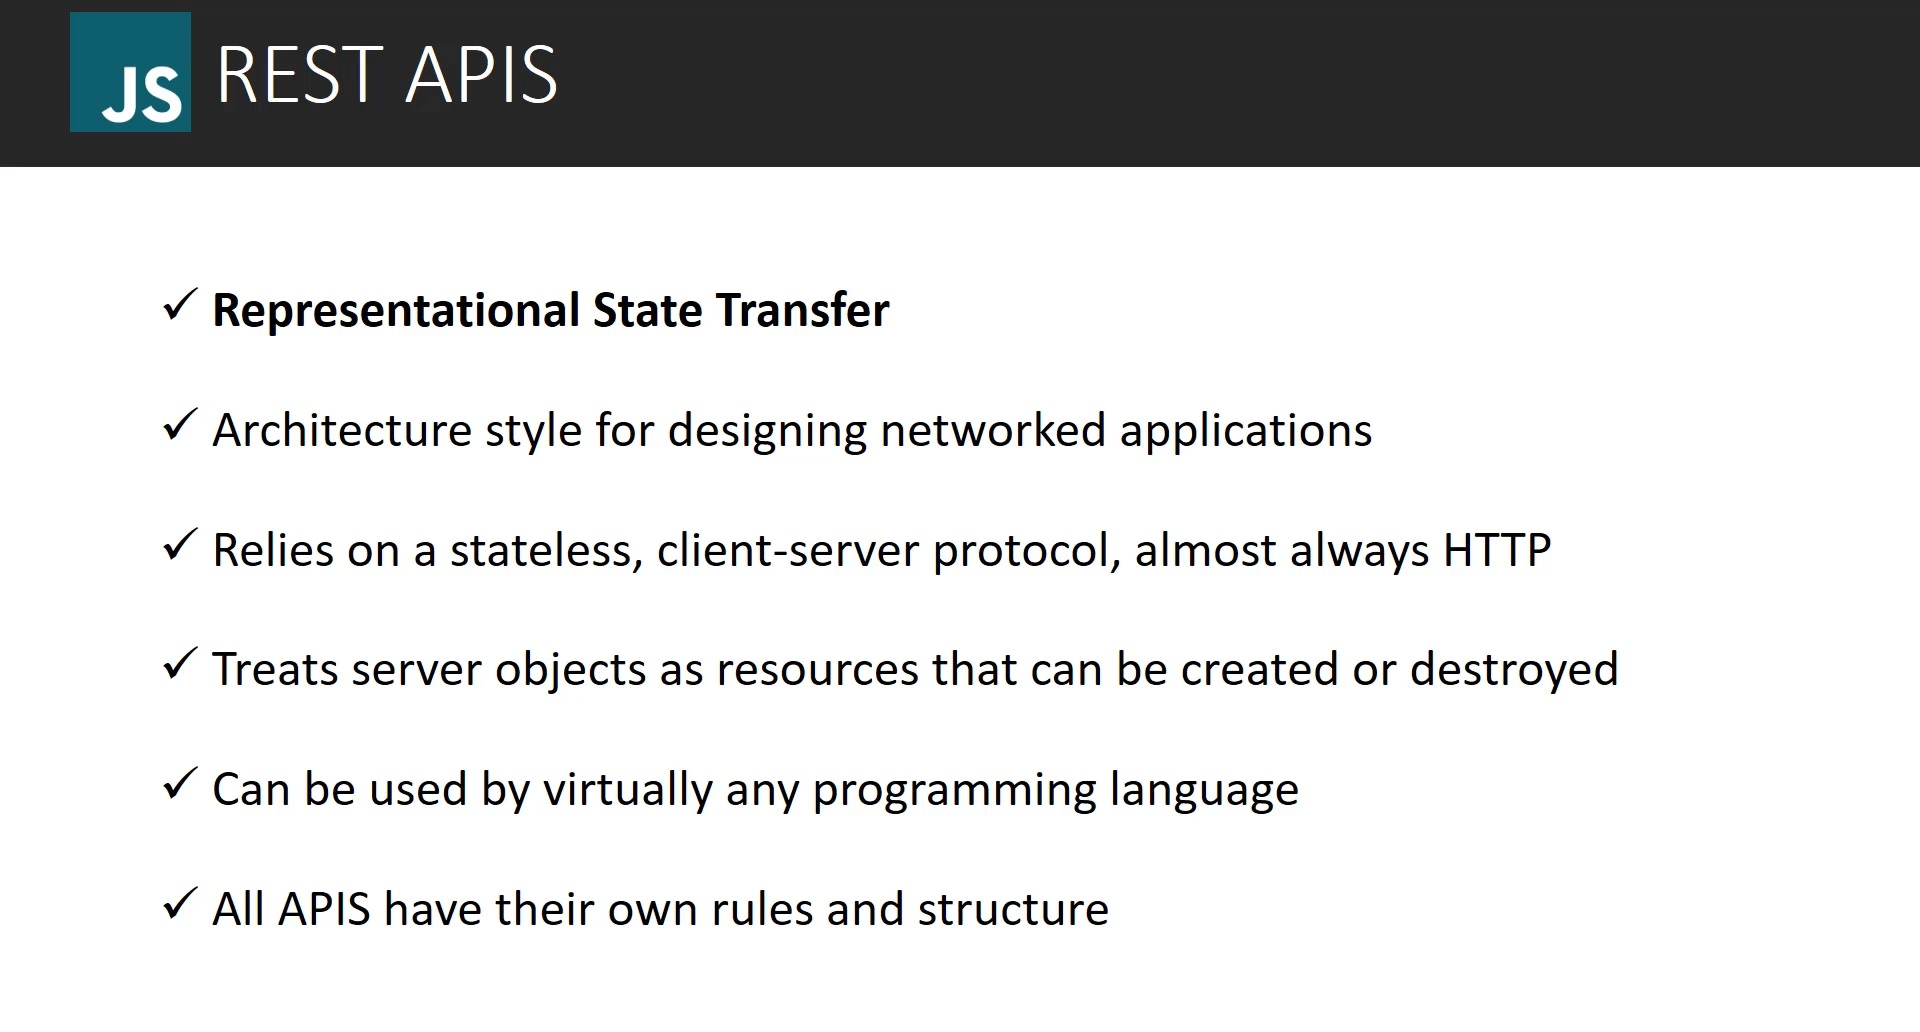 JS
REST APIS
Representational State Transfer
Architecture style for designing networked applications
Relies on a stateless, client-server protocol, almost always HTTP
Treats server objects as resources that can be created or destroyed
Can be used by virtually any programming language
All APIS have their own rules and structure